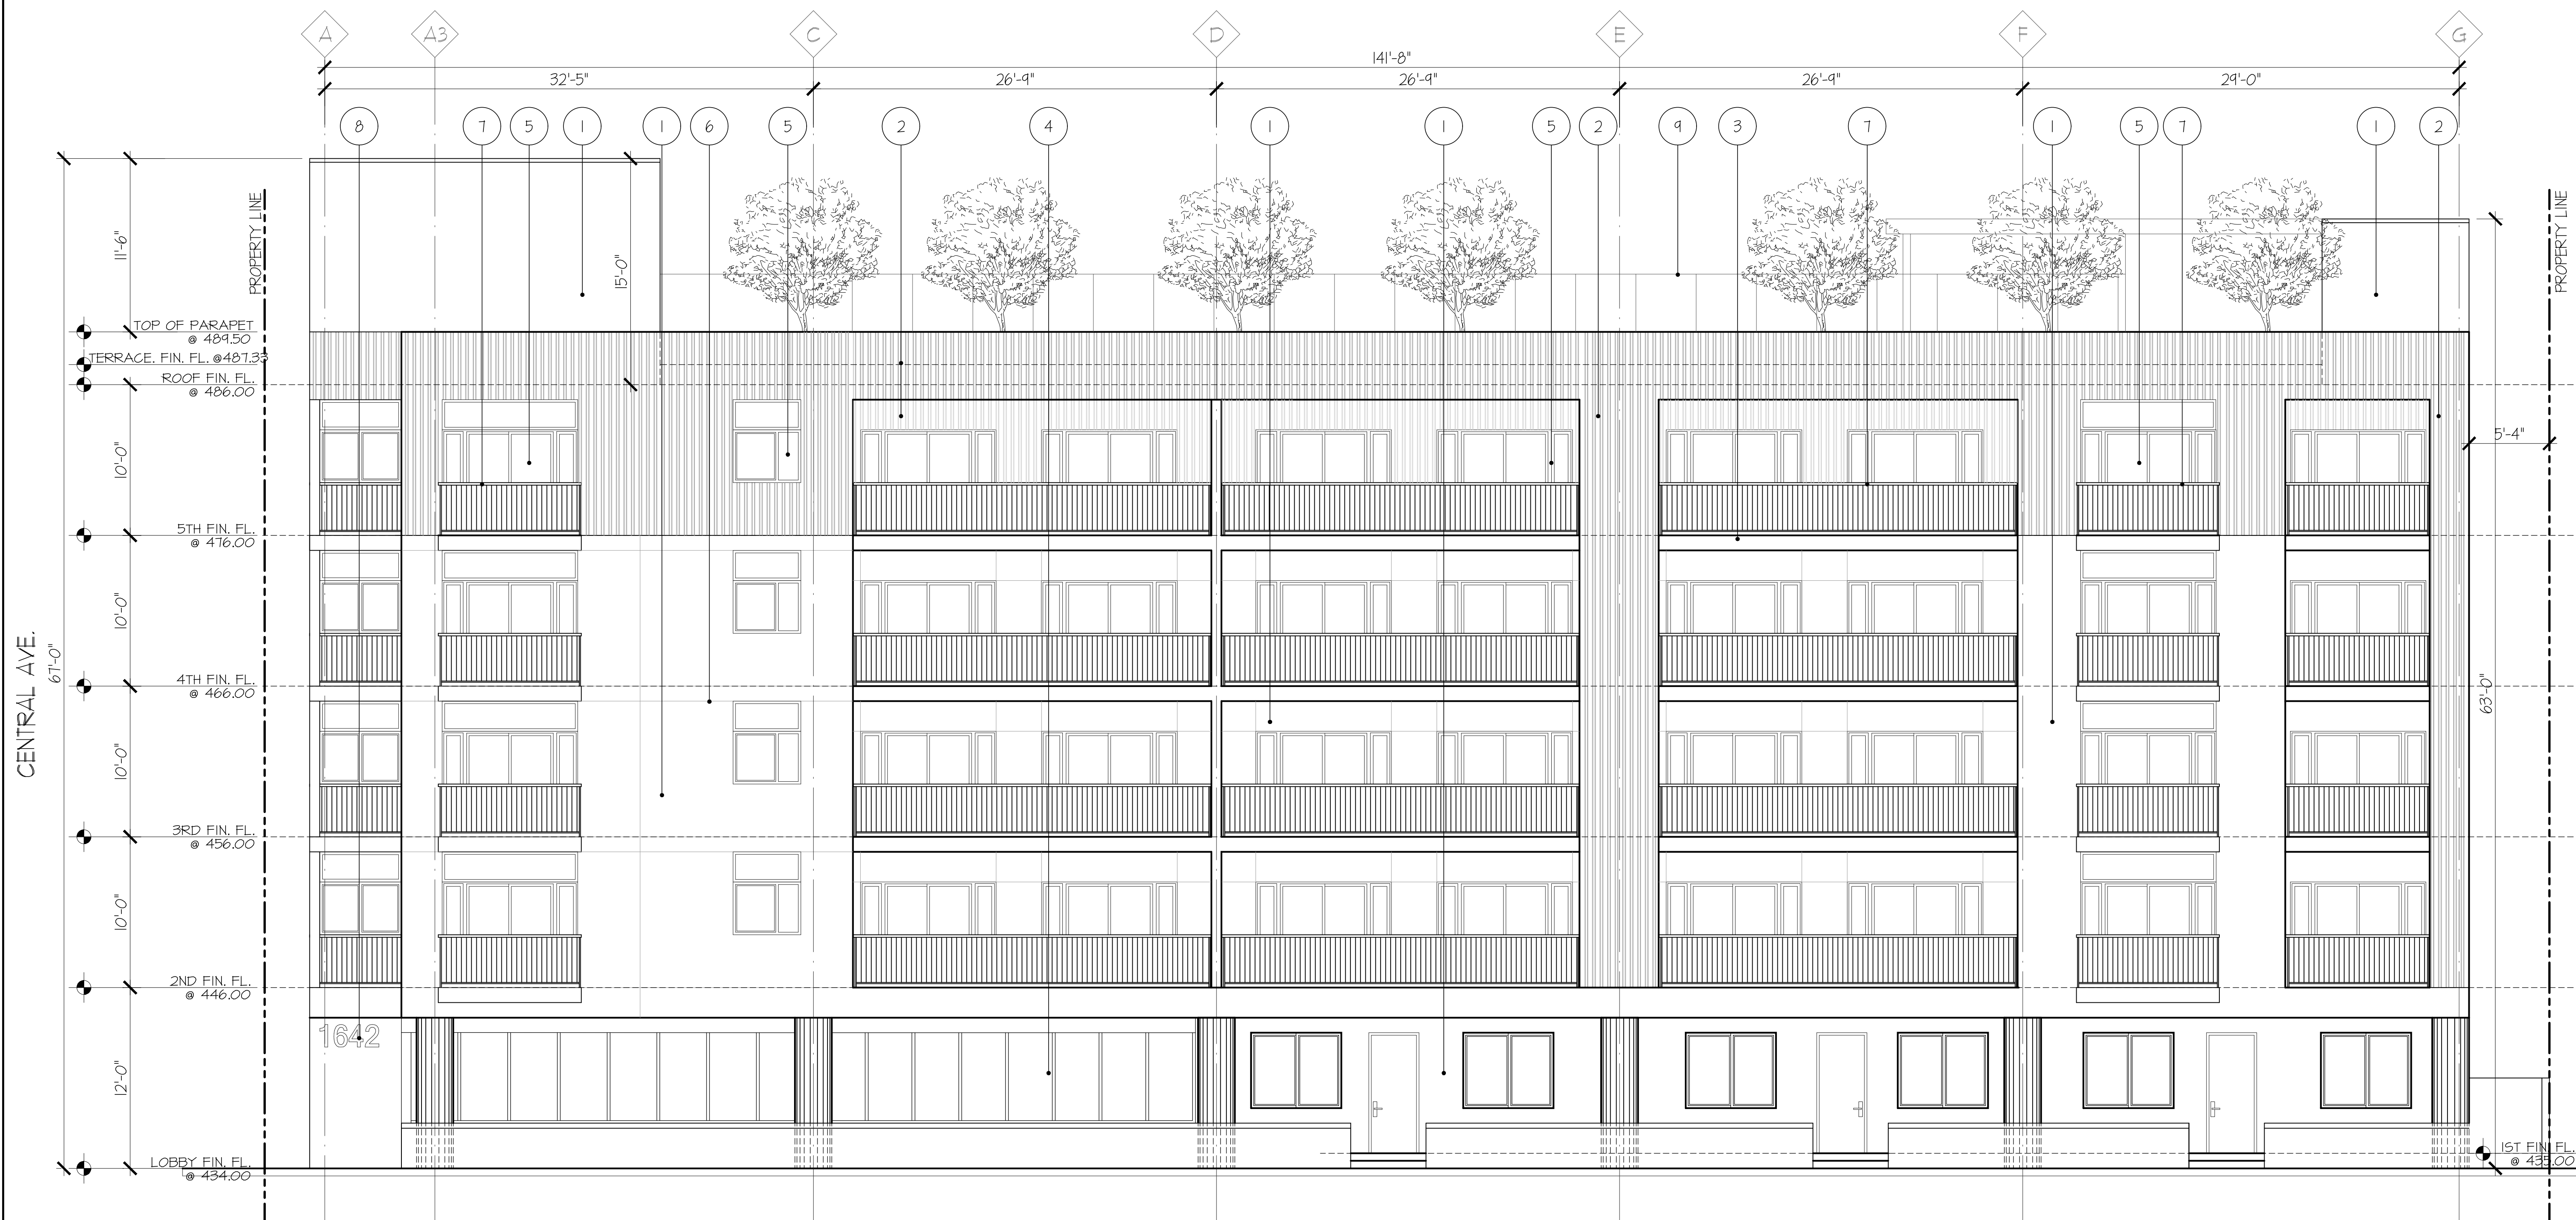 A
A3
C
D
E
F
G
141'-8"
32'-5"
26'-9"
26'-9"
26'-9"
29'-0"
8
7
5
1
1
6
5
2
4
1
1
5
2
9
3
7
1
5
7
1
2
PROPERTY LINE
PROPERTY LINE
11'-6"
15'-0"
TOP OF PARAPET
@ 489.50
TERRACE. FIN. FL. @487.33
ROOF FIN. FL.
@ 486.00
10'-0"
5'-4"
5TH FIN. FL.
@ 476.00
10'-0"
CENTRAL AVE.
67'-0"
4TH FIN. FL.
@ 466.00
63'-0"
10'-0"
3RD FIN. FL.
@ 456.00
10'-0"
2ND FIN. FL.
@ 446.00
1642
12'-0"
LOBBY FIN. FL.
@ 434.00
1ST FIN. FL.
@ 435.00